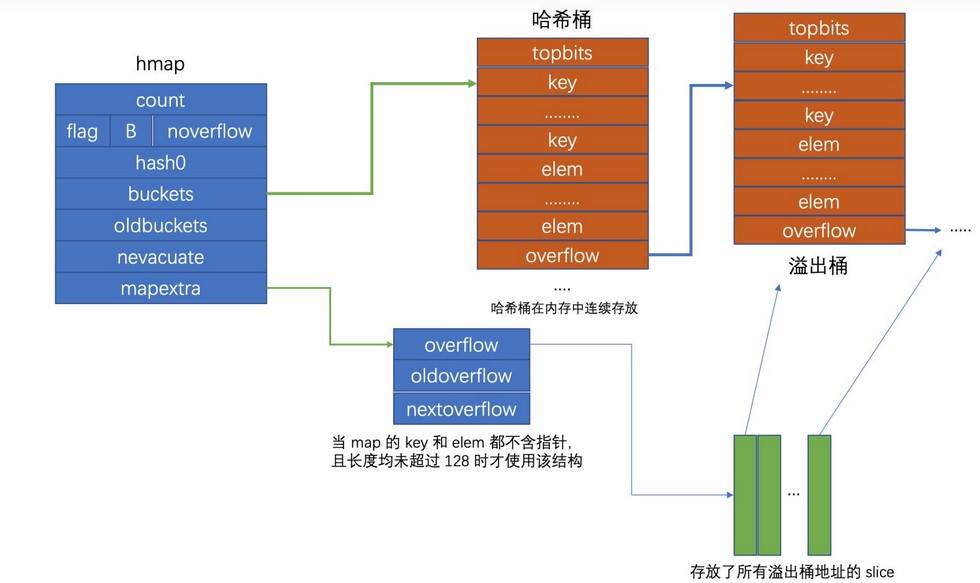 hmap
count
flag B noverflow
hash0
buckets
oldbuckets
nevacuate
mapextra
哈希桶
topbits
key
........
key
elem
........
elem
overflow
....
哈希桶在内存中连续存放
topbits
key
........
key
elem
........
elem
overflow
.....
溢出桶
overflow
oldoverflow
nextoverflow
当 map 的 key 和 elem 都不含指针,
且长度均未超过 128 时才使用该结构
...
存放了所有溢出桶地址的 slice